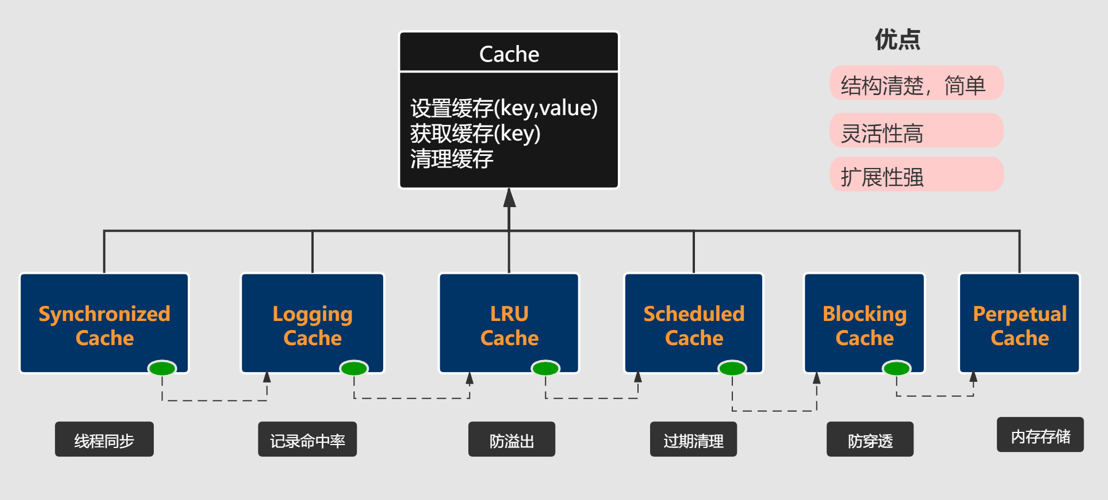 Cache
设置缓存(key,value)
获取缓存(key)
清理缓存
优点
结构清楚，简单
灵活性高
扩展性强
Synchronized
Cache
Logging
Cache
LRU
Cache
Scheduled
Cache
Blocking
Cache
Perpetual
Cache
线程同步
记录命中率
防溢出
过期清理
防穿透
内存存储